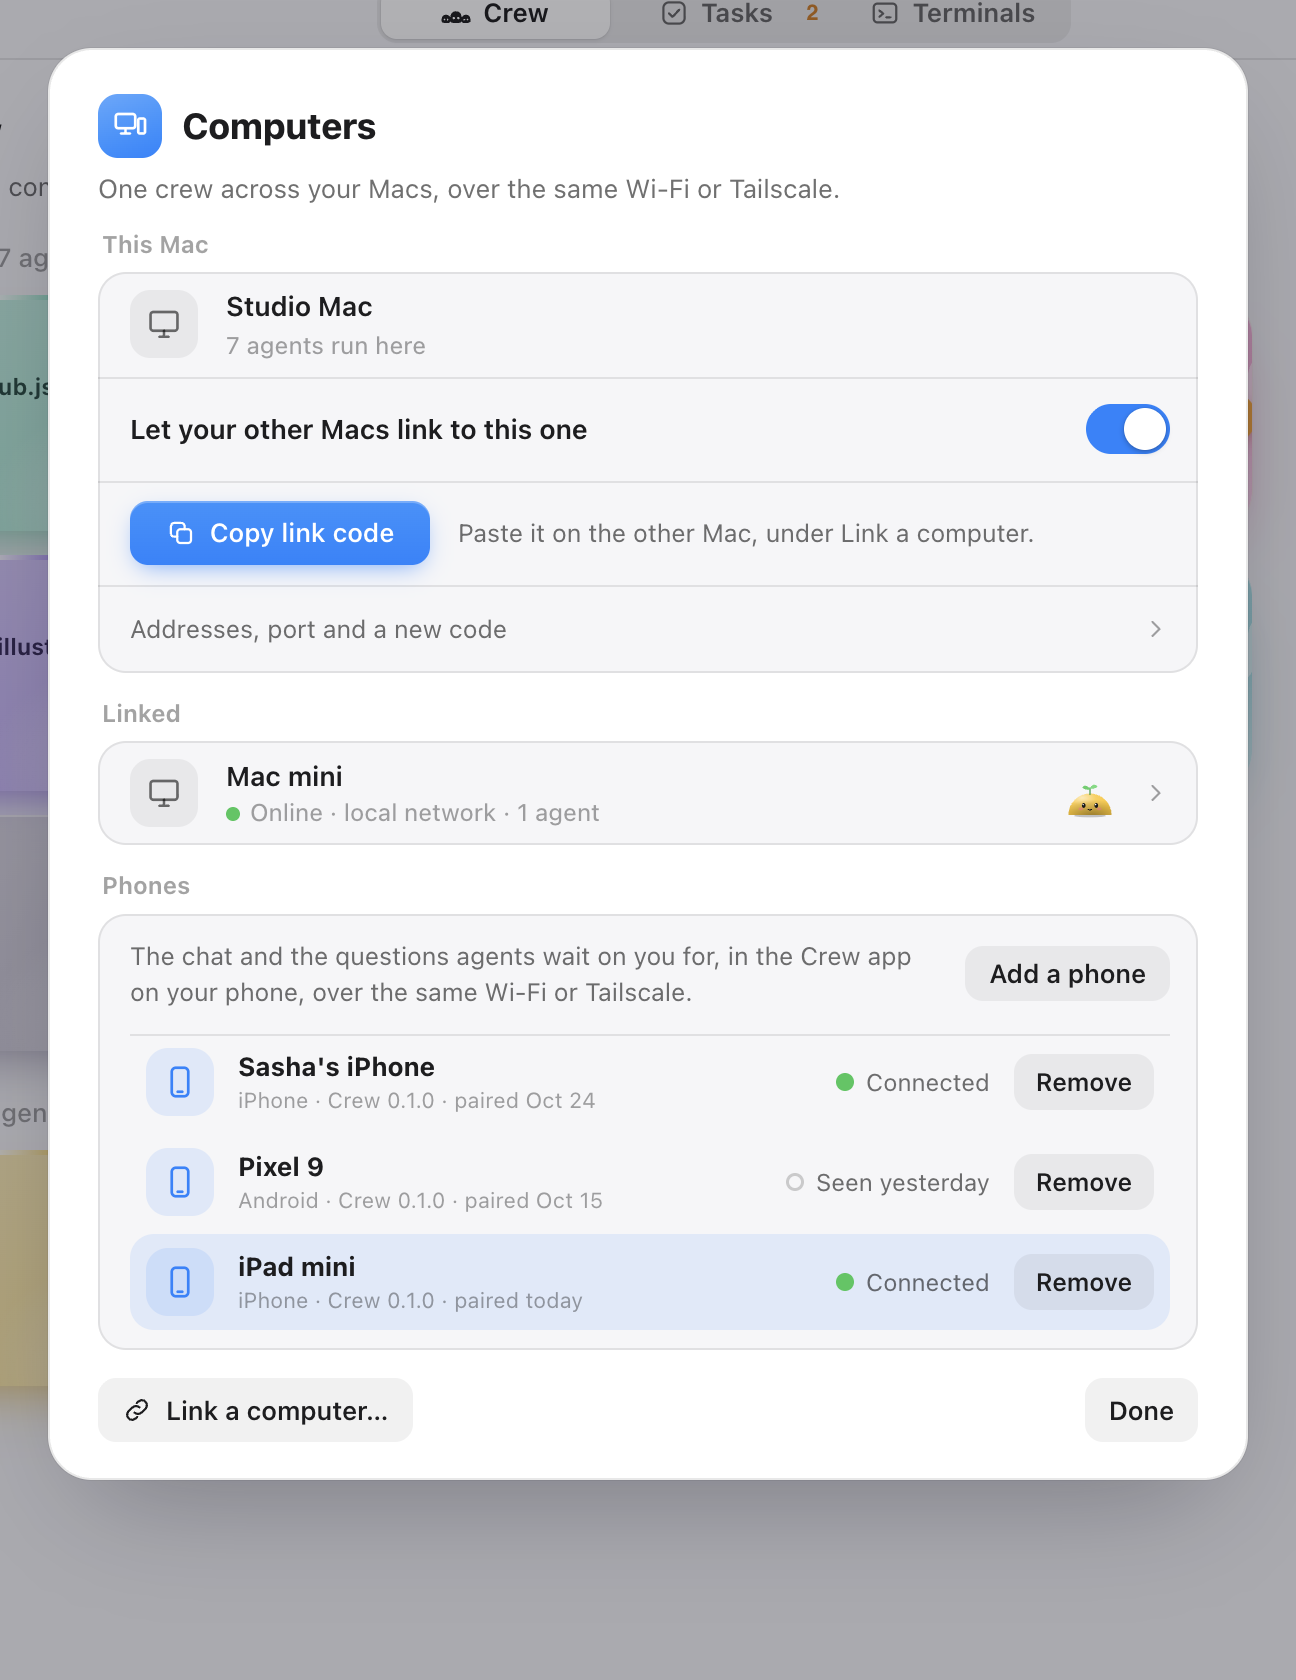 Crew
Tasks 2
Terminals
Computers
One crew across your Macs, over the same Wi-Fi or Tailscale.
This Mac
Studio Mac
7 agents run here
Let your other Macs link to this one
Copy link code
Paste it on the other Mac, under Link a computer.
Addresses, port and a new code
Linked
Mac mini
Online · local network · 1 agent
Phones
The chat and the questions agents wait on you for, in the Crew app
on your phone, over the same Wi-Fi or Tailscale.
Add a phone
Sasha's iPhone
iPhone · Crew 0.1.0 · paired Oct 24
Connected
Remove
Pixel 9
Android · Crew 0.1.0 · paired Oct 15
Seen yesterday
Remove
iPad mini
iPhone · Crew 0.1.0 · paired today
Connected
Remove
Link a computer...
Done